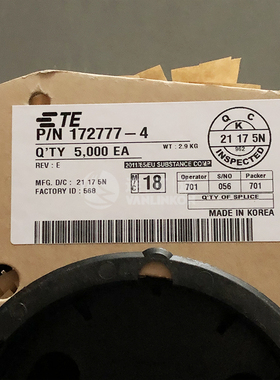 TE
P/N 172777-4
Q'TY 5,000 EA
WT : 2.9 KG
REV : E
2011/65/EU SUBSTANCE COMP.
MFG. D/C : 21 17 5N
FACTORY ID : 568
18
Operator S/NO Packer
701 056 701
Q'TY OF SPLICE
MADE IN KOREA
Q C
K
21 17 5N
562
INSPECTED
VANLINKO